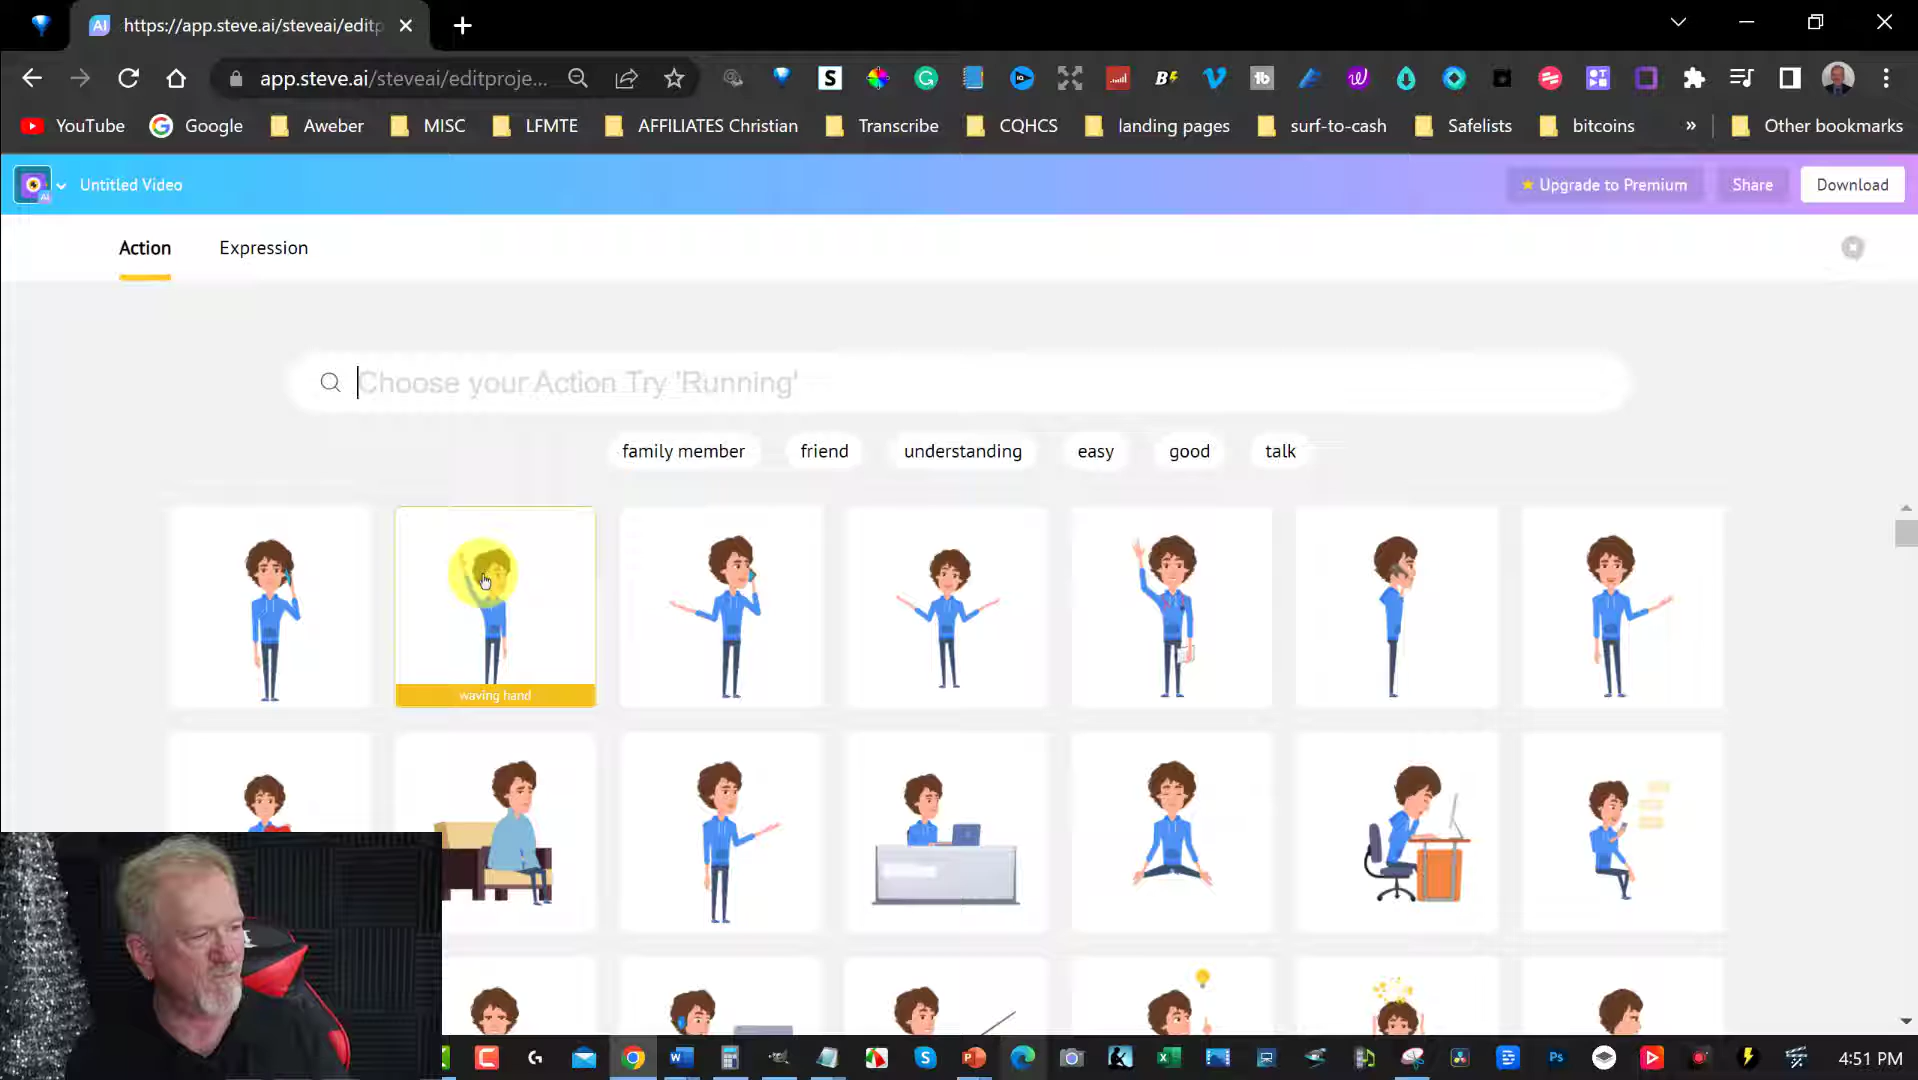 https://app.steve.ai/steveai/editp
app.steve.ai/steveai/editproje...
YouTube Google Aweber MISC LFMTE AFFILIATES Christian Transcribe CQHCS landing pages surf-to-cash Safelists bitcoins » Other bookmarks
Untitled Video
Upgrade to Premium
Share
Download
Action Expression
Choose your Action Try 'Running'
family member friend understanding easy good talk
waving hand
4:51 PM